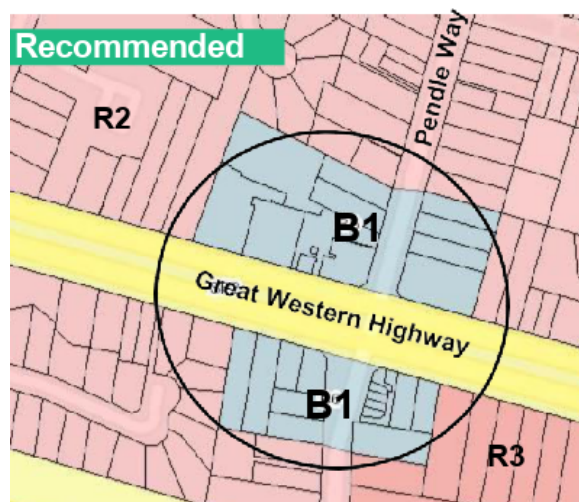 Recommended
Pendle Way
R2
B1
Great Western Highway
B1
R3